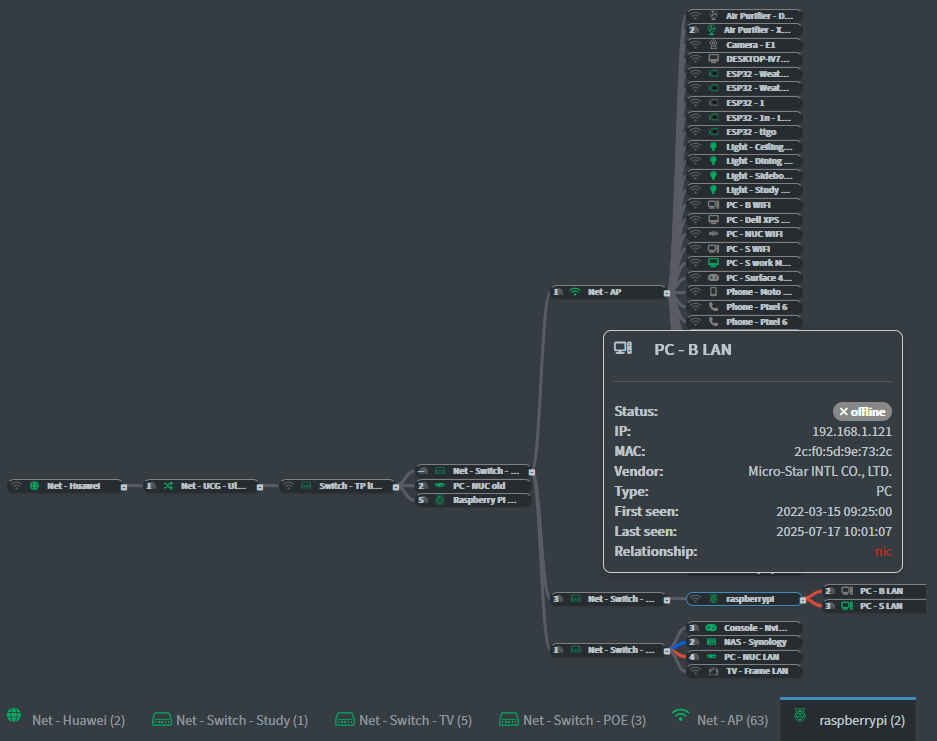 Air Purifier - D...
2 Air Purifier - X...
Camera - E1
DESKTOP-IV7...
ESP32 - Weat...
ESP32 - Weat...
ESP32 - 1
ESP32 - 1n - L...
ESP32 - tigo
Light - Ceiling...
Light - Dining ...
Light - Sidebo...
Light - Study ...
PC - B WIFI
PC - Dell XPS ...
PC - NUC WIFI
PC - S WIFI
PC - S work M...
PC - Surface 4...
1 Net - AP
Phone - Moto ...
Phone - Pixel 6
Phone - Pixel 6
PC - B LAN
Status: × offline
IP: 192.168.1.121
MAC: 2c:f0:5d:9e:73:2c
Vendor: Micro-Star INTL CO., LTD.
Type: PC
First seen: 2022-03-15 09:25:00
Last seen: 2025-07-17 10:01:07
Relationship: nic
Net - Huawei
1 Net - UCG - Ul...
Switch - TP li...
Net - Switch - ...
2 PC - NUC old
5 Raspberry PI ...
3 Net - Switch - ...
raspberrypi
2 PC - B LAN
3 PC - S LAN
1 Net - Switch - ...
3 Console - Nvi...
2 NAS - Synology
4 PC - NUC LAN
TV - Frame LAN
Net - Huawei (2)
Net - Switch - Study (1)
Net - Switch - TV (5)
Net - Switch - POE (3)
Net - AP (63)
raspberrypi (2)